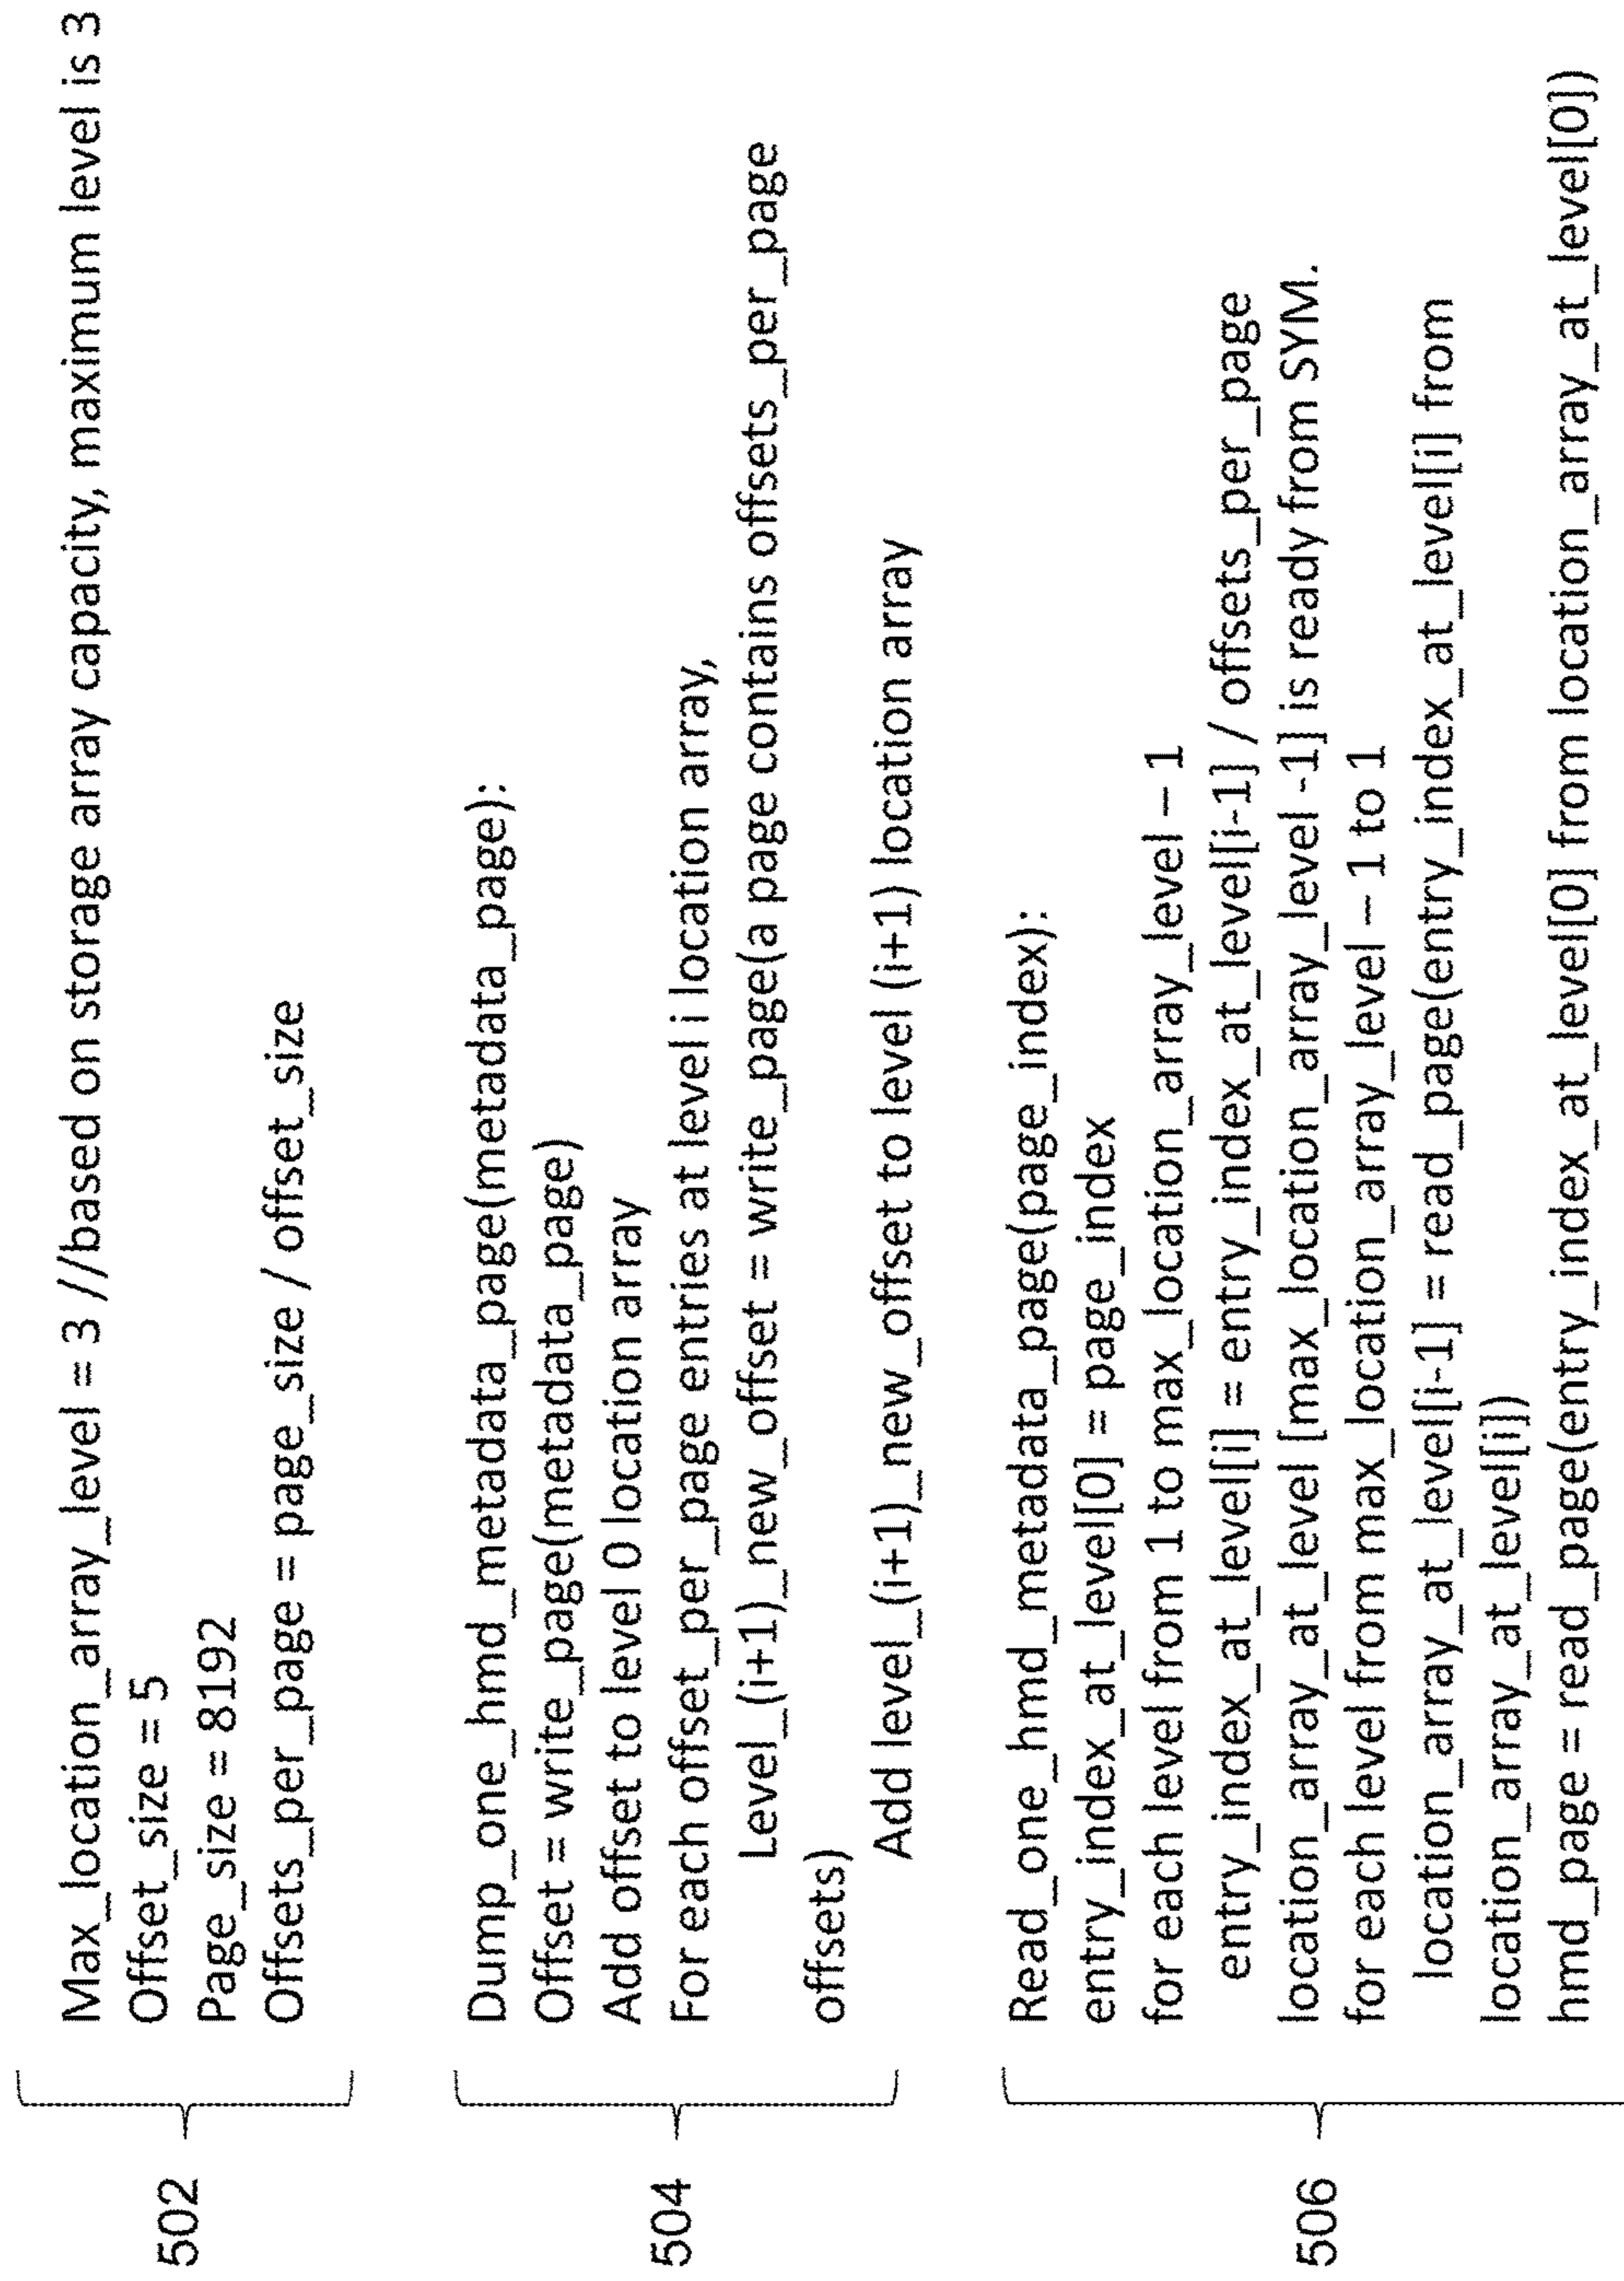 502
Max_location_array_level = 3 //based on storage array capacity, maximum level is 3
Offset_size = 5
Page_size = 8192
Offsets_per_page = page_size / offset_size
504
Dump_one_hmd_metadata_page(metadata_page):
Offset = write_page(metadata_page)
Add offset to level 0 location array
For each offset_per_page entries at level i location array,
Level_(i+1)_new_offset = write_page(a page contains offsets_per_page
offsets)
Add level_(i+1)_new_offset to level (i+1) location array
506
Read_one_hmd_metadata_page(page_index):
entry_index_at_level[0] = page_index
for each level from 1 to max_location_array_level – 1
entry_index_at_level[i] = entry_index_at_level[i-1] / offsets_per_page
location_array_at_level [max_location_array_level -1] is ready from SYM.
for each level from max_location_array_level – 1 to 1
location_array_at_level[i-1] = read_page(entry_index_at_level[i] from
location_array_at_level[i])
hmd_page = read_page(entry_index_at_level[0] from location_array_at_level[0])